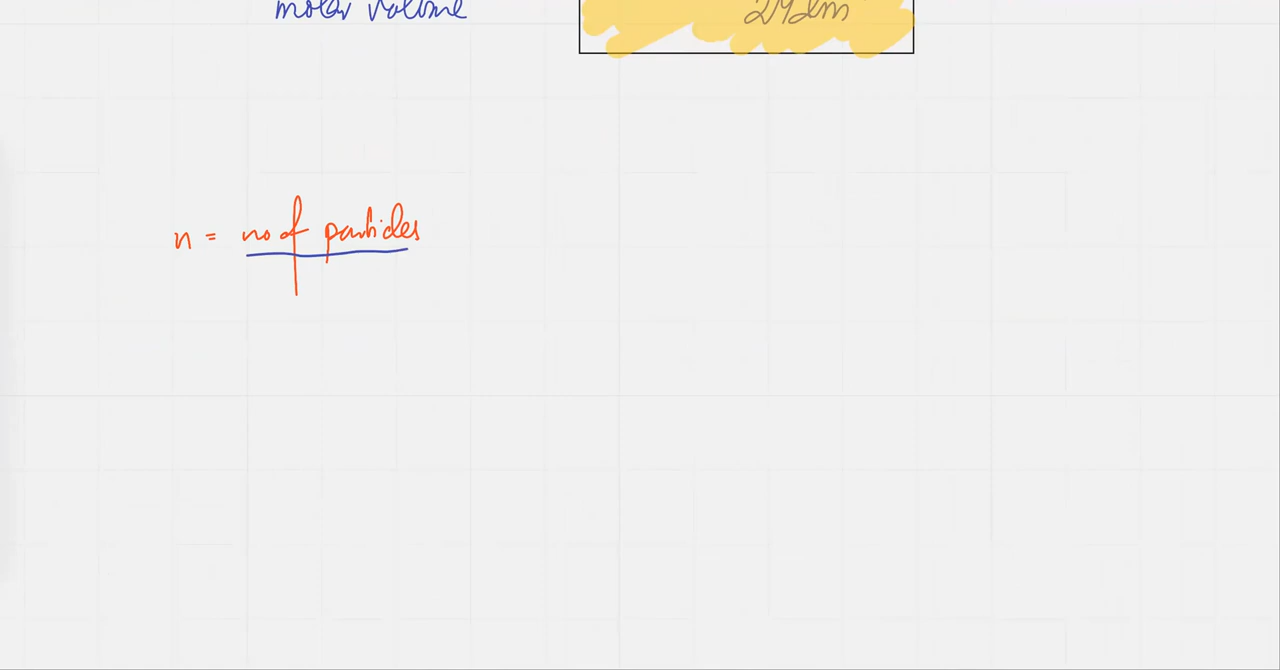 molar volume
24dm
n = no of particles